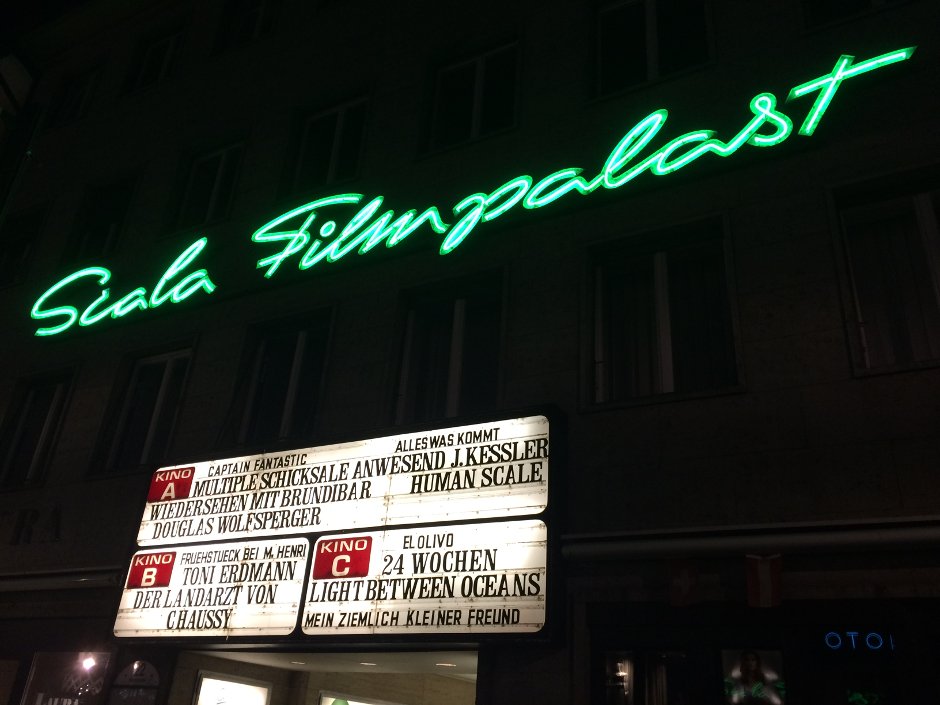 Scala Filmpalast
KINO
A
CAPTAIN FANTASTIC ALLES WAS KOMMT
MULTIPLE SCHICKSALE ANWESEND J. KESSLER
WIEDERSEHEN MIT BRUNDIBAR HUMAN SCALE
DOUGLAS WOLFSPERGER
KINO
B
FRUEHSTUECK BEI M. HENRI
TONI ERDMANN
DER LANDARZT VON
CHAUSSY
KINO
C
EL OLIVO
24 WOCHEN
LIGHT BETWEEN OCEANS
MEIN ZIEMLICH KLEINER FREUND